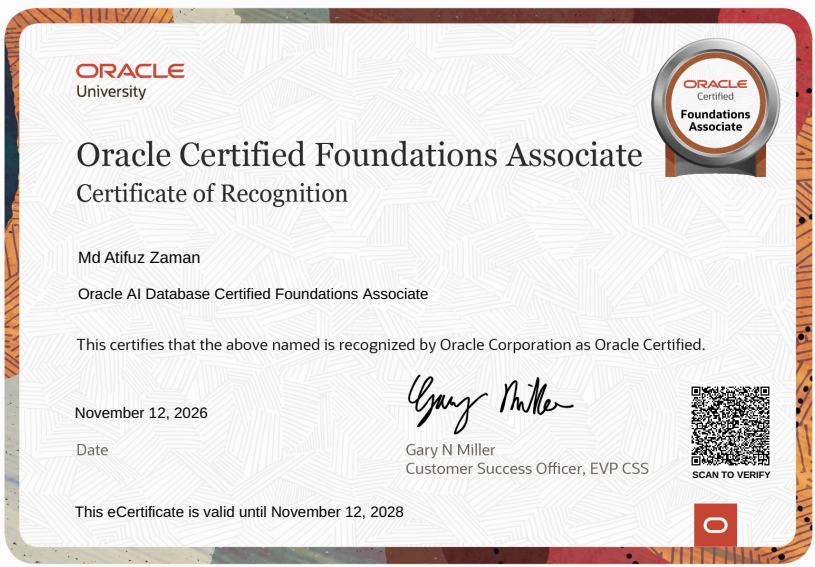 ORACLE
University
ORACLE
Certified
Foundations
Associate
Oracle Certified Foundations Associate
Certificate of Recognition
Md Atifuz Zaman
Oracle AI Database Certified Foundations Associate
This certifies that the above named is recognized by Oracle Corporation as Oracle Certified.
Gary Miller
November 12, 2026
Date
Gary N Miller
Customer Success Officer, EVP CSS
SCAN TO VERIFY
This eCertificate is valid until November 12, 2028